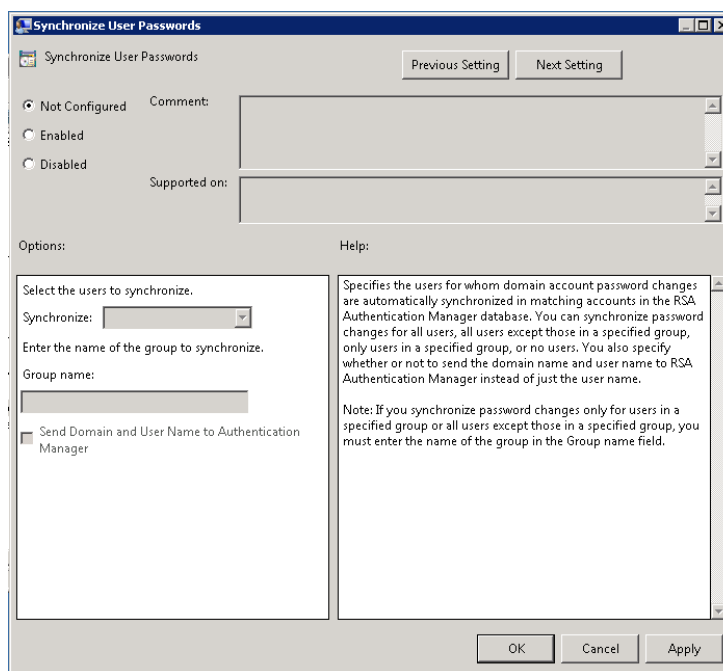 Synchronize User Passwords
Synchronize User Passwords
Previous Setting
Next Setting
Not Configured
Comment:
Enabled
Disabled
Supported on:
Options:
Help:
Select the users to synchronize.
Synchronize:
Enter the name of the group to synchronize.
Group name:
Send Domain and User Name to Authentication
Manager
Specifies the users for whom domain account password changes
are automatically synchronized in matching accounts in the RSA
Authentication Manager database. You can synchronize password
changes for all users, all users except those in a specified group,
only users in a specified group, or no users. You also specify
whether or not to send the domain name and user name to RSA
Authentication Manager instead of just the user name.
Note: If you synchronize password changes only for users in a
specified group or all users except those in a specified group, you
must enter the name of the group in the Group name field.
OK
Cancel
Apply